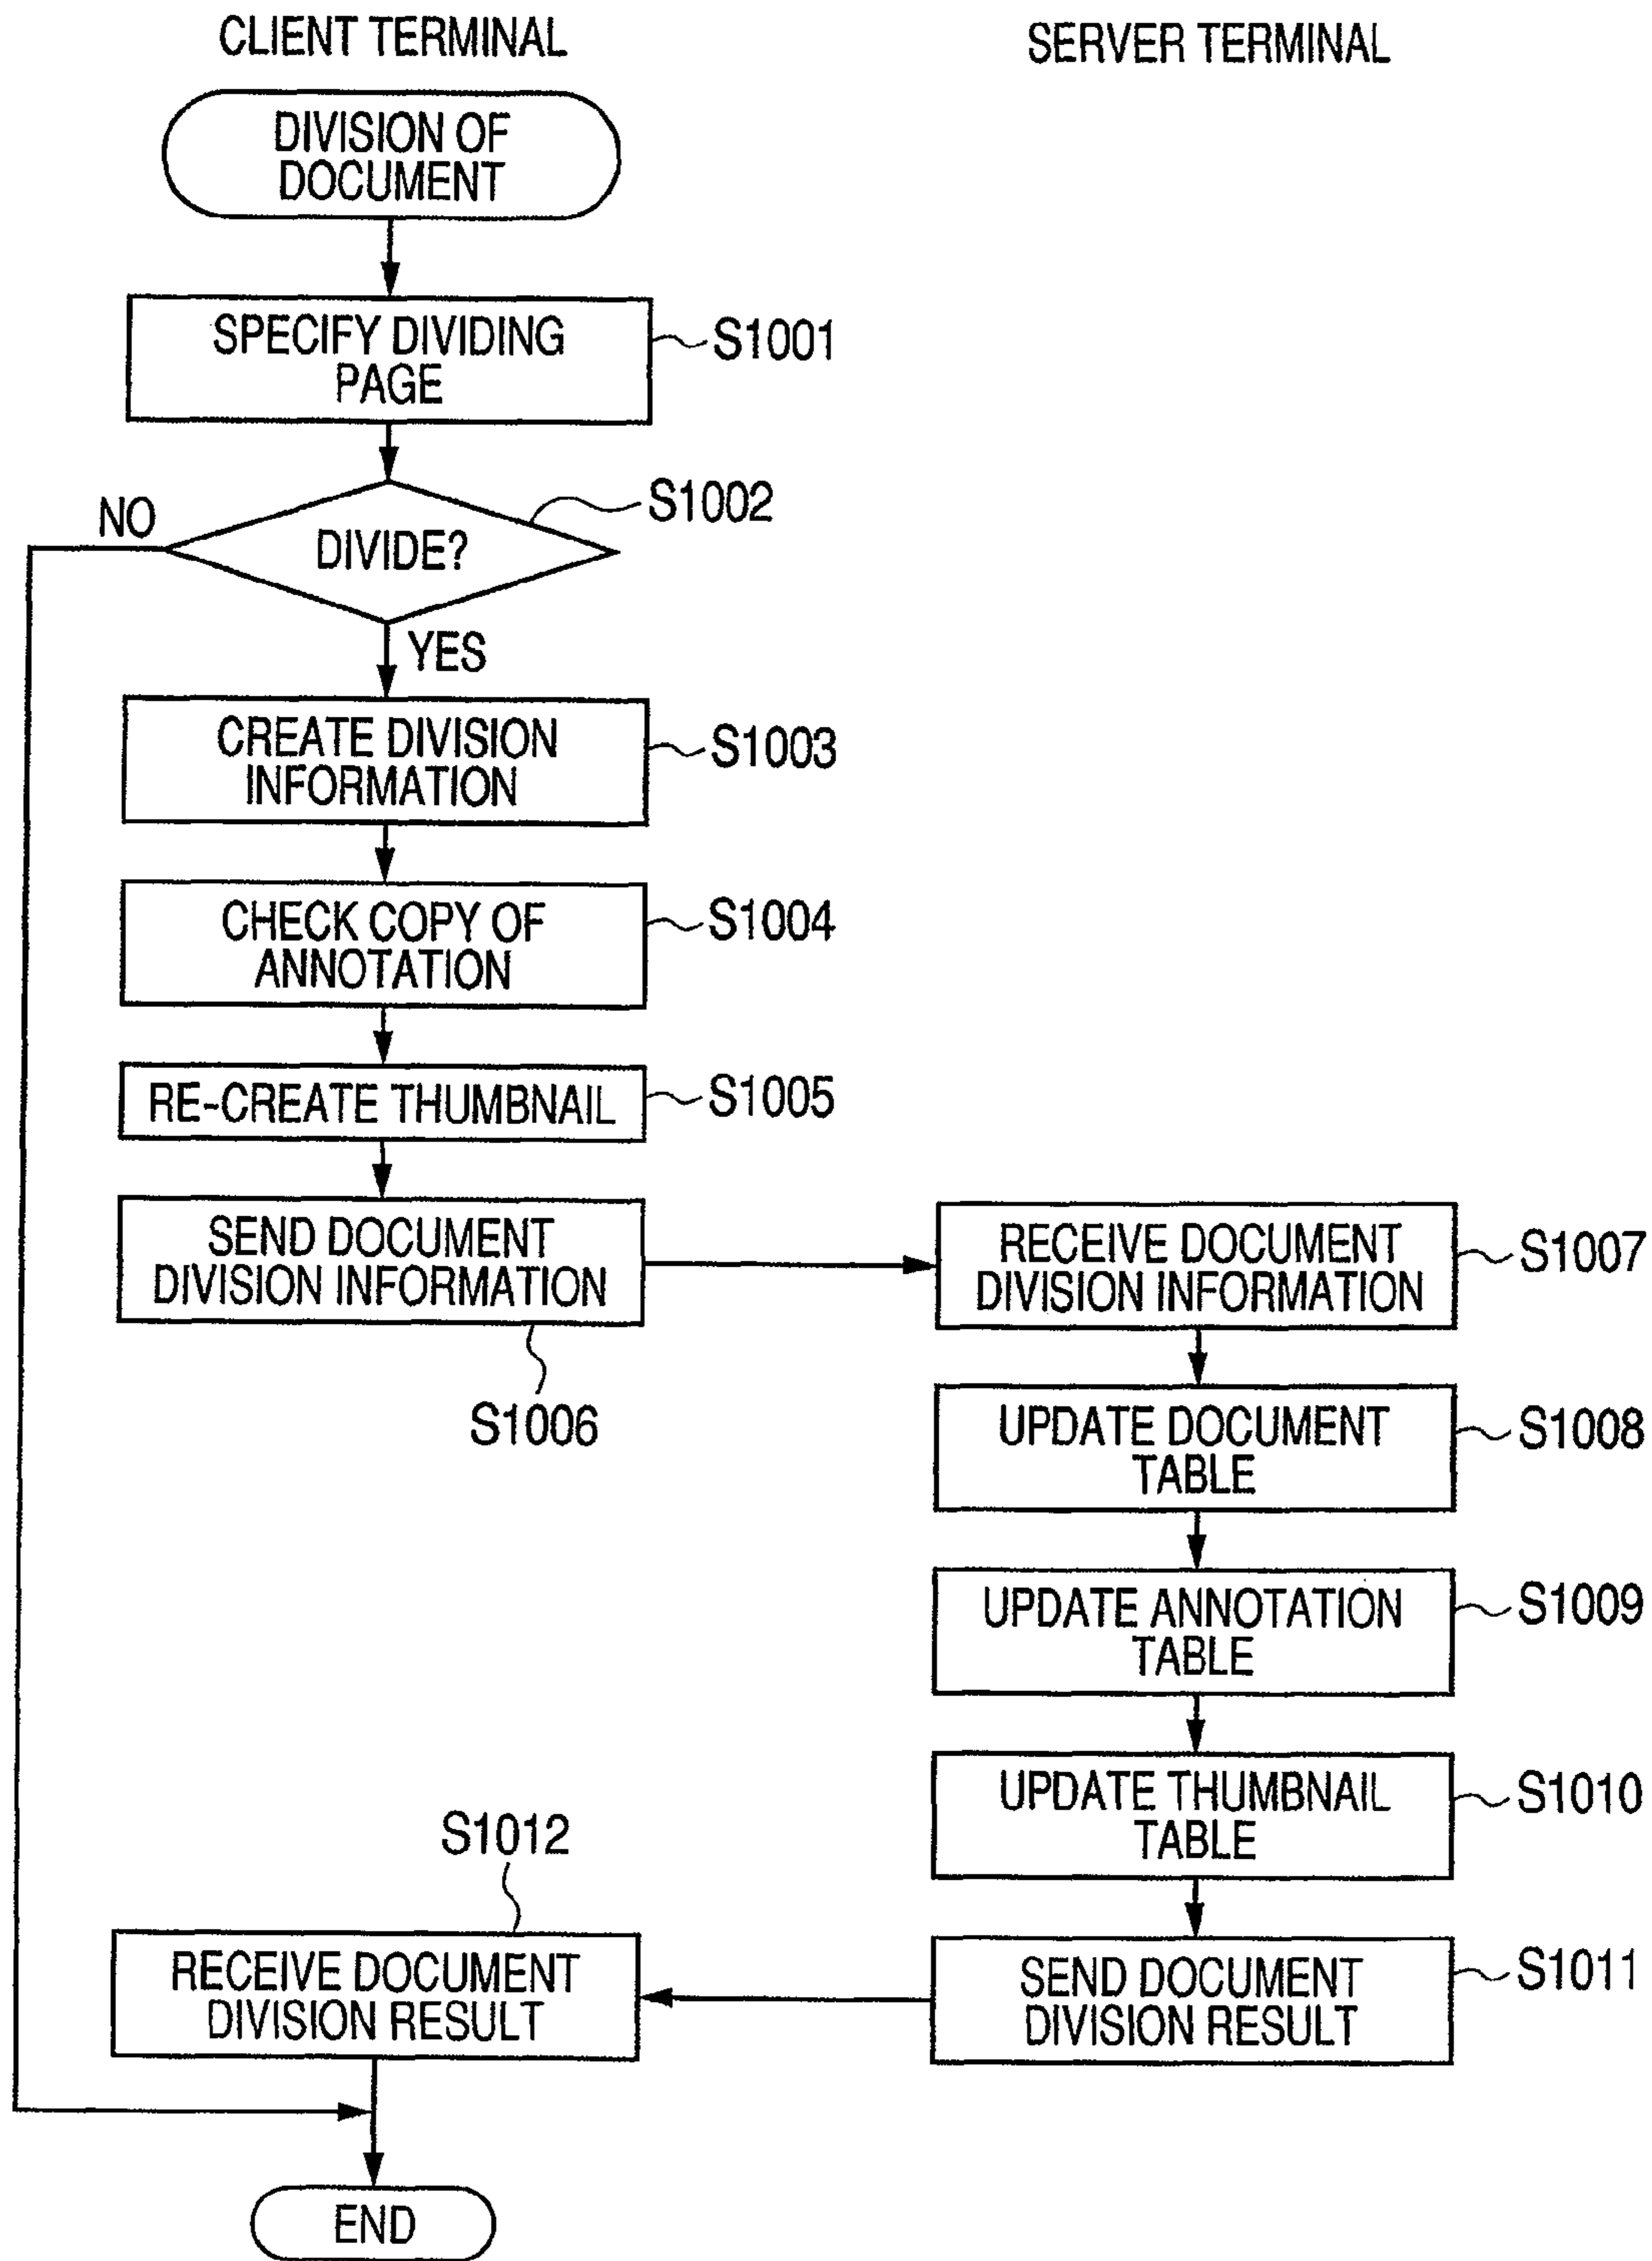 CLIENT TERMINAL
SERVER TERMINAL
DIVISION OF
DOCUMENT
SPECIFY DIVIDING
PAGE
S1001
DIVIDE?
S1002
NO
YES
CREATE DIVISION
INFORMATION
S1003
CHECK COPY OF
ANNOTATION
S1004
RE-CREATE THUMBNAIL
S1005
SEND DOCUMENT
DIVISION INFORMATION
S1006
RECEIVE DOCUMENT
DIVISION INFORMATION
S1007
UPDATE DOCUMENT
TABLE
S1008
UPDATE ANNOTATION
TABLE
S1009
UPDATE THUMBNAIL
TABLE
S1010
SEND DOCUMENT
DIVISION RESULT
S1011
S1012
RECEIVE DOCUMENT
DIVISION RESULT
END